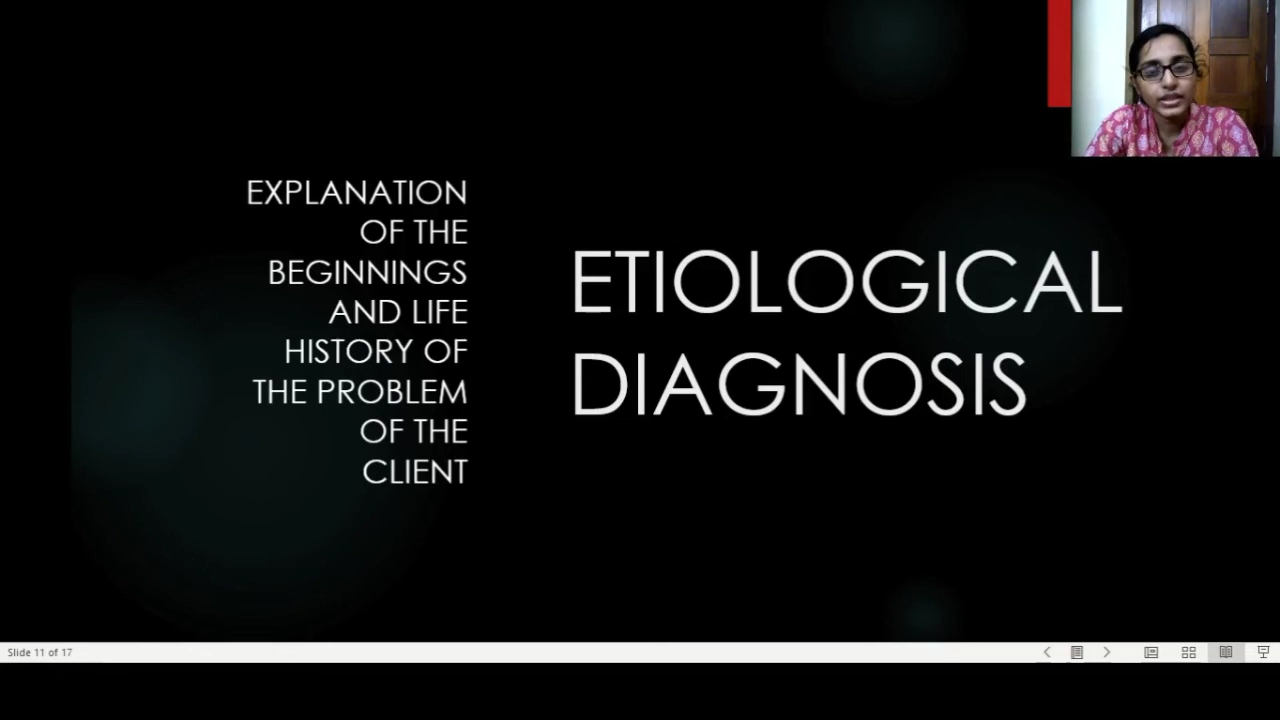 EXPLANATION
OF THE
BEGINNINGS
AND LIFE
HISTORY OF
THE PROBLEM
OF THE
CLIENT
ETIOLOGICAL
DIAGNOSIS
Slide 11 of 17